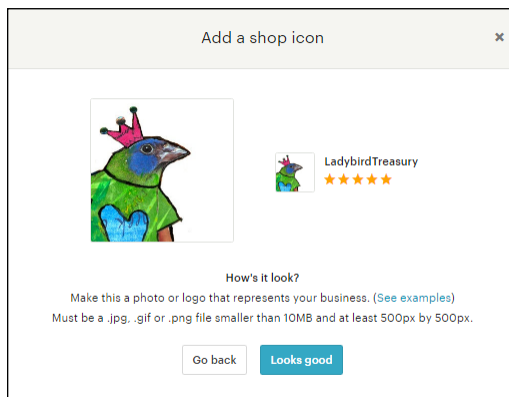 Add a shop icon
×
LadybirdTreasury
How's it look?
Make this a photo or logo that represents your business. (See examples)
Must be a .jpg, .gif or .png file smaller than 10MB and at least 500px by 500px.
Go back
Looks good